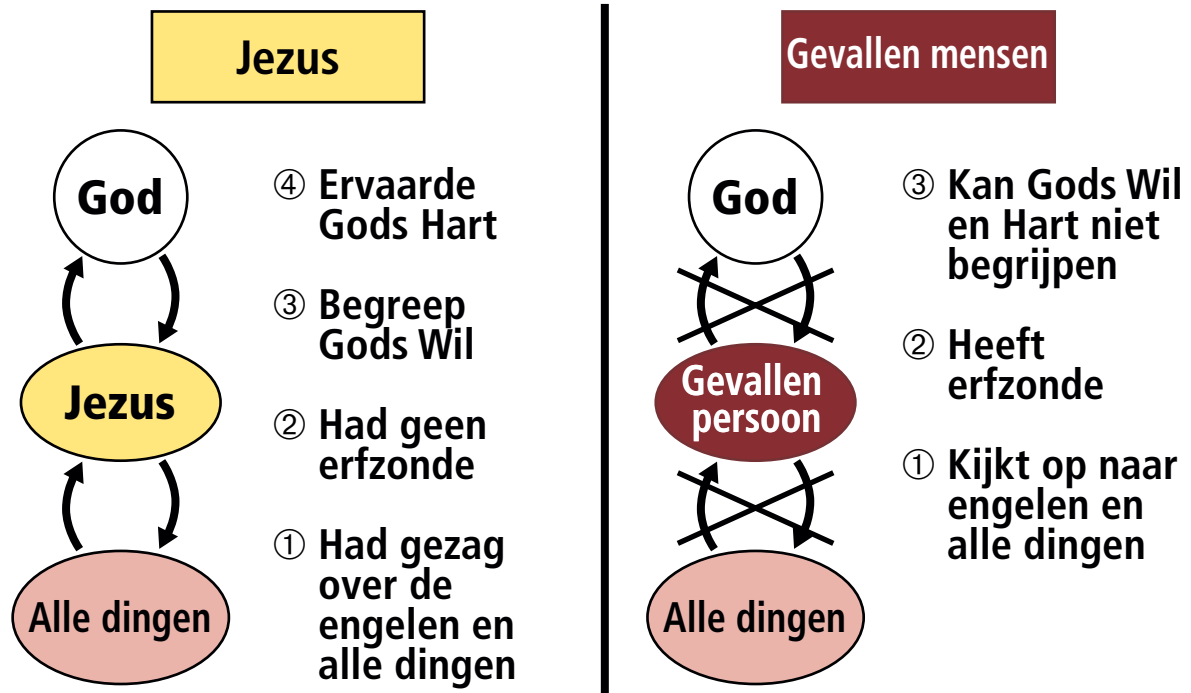 Jezus
God
④ Ervaarde
Gods Hart
③ Begreep
Gods Wil
Jezus
② Had geen
erfzonde
① Had gezag
over de
engelen en
alle dingen
Alle dingen
Gevallen mensen
God
③ Kan Gods Wil
en Hart niet
begrijpen
② Heeft
erfzonde
Gevallen
persoon
① Kijkt op naar
engelen en
alle dingen
Alle dingen